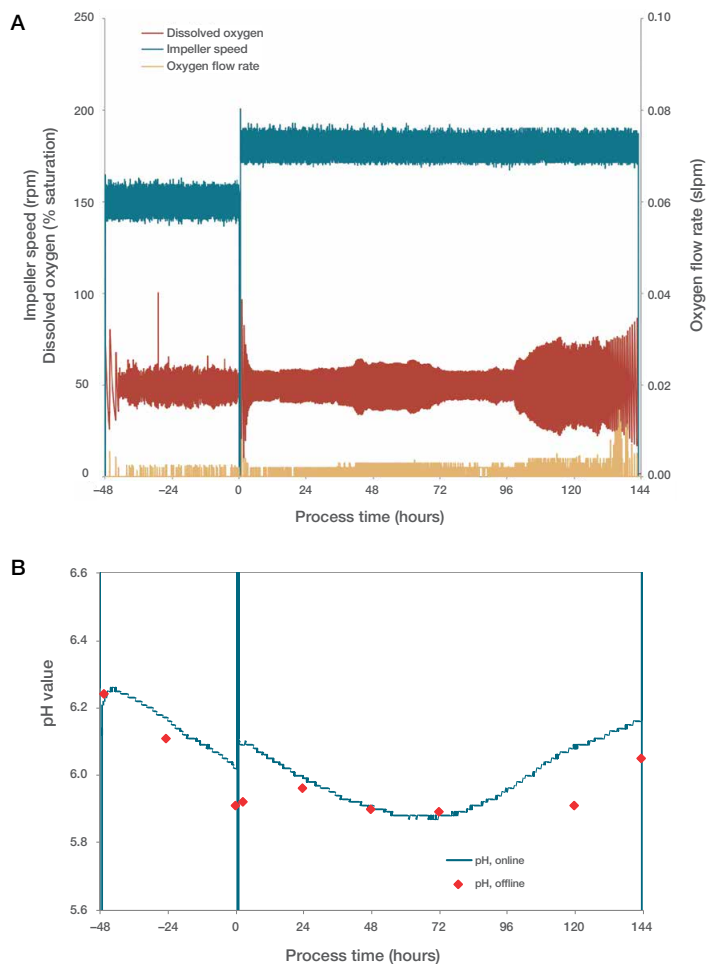 A
Dissolved oxygen
Impeller speed
Oxygen flow rate
Impeller speed (rpm)
Dissolved oxygen (% saturation)
250
200
150
100
50
0
Oxygen flow rate (slpm)
0.10
0.08
0.06
0.04
0.02
0.00
−48 −24 0 24 48 72 96 120 144
Process time (hours)
B
pH value
6.6
6.4
6.2
6.0
5.8
5.6
pH, online
pH, offline
−48 −24 0 24 48 72 96 120 144
Process time (hours)